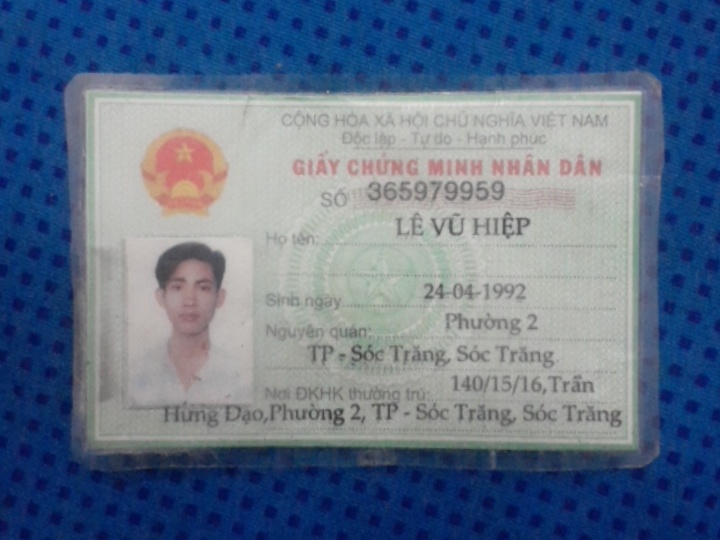 CỘNG HÒA XÃ HỘI CHỦ NGHĨA VIỆT NAM
Độc lập - Tự do - Hạnh phúc
GIẤY CHỨNG MINH NHÂN DÂN
SỐ 365979959
Họ tên: LÊ VŨ HIỆP
Sinh ngày 24-04-1992
Nguyên quán: Phường 2
TP - Sóc Trăng, Sóc Trăng
Nơi ĐKHK thường trú: 140/15/16,Trần
Hưng Đạo,Phường 2, TP - Sóc Trăng, Sóc Trăng